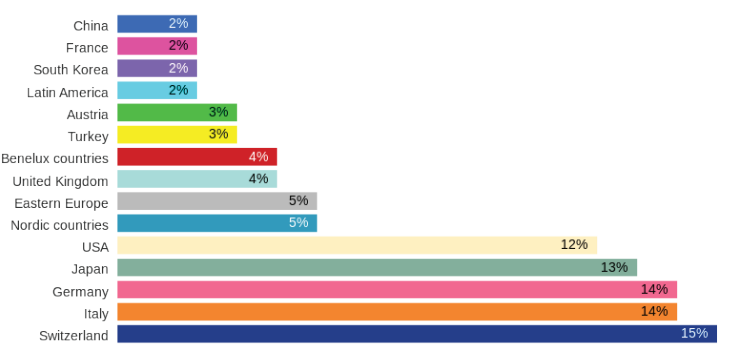 China 2%
France 2%
South Korea 2%
Latin America 2%
Austria 3%
Turkey 3%
Benelux countries 4%
United Kingdom 4%
Eastern Europe 5%
Nordic countries 5%
USA 12%
Japan 13%
Germany 14%
Italy 14%
Switzerland 15%